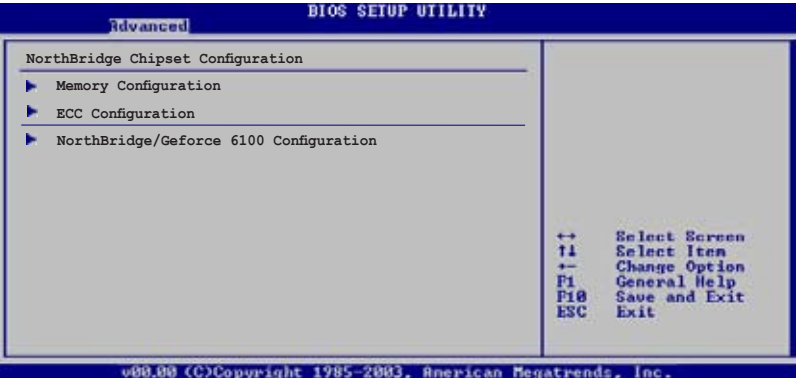 BIOS SETUP UTILITY
Advanced
NorthBridge Chipset Configuration
Memory Configuration
ECC Configuration
NorthBridge/Geforce 6100 Configuration
←→ Select Screen
↑↓ Select Item
+- Change Option
F1 General Help
F10 Save and Exit
ESC Exit
v00.00 (C)Copyright 1985-2003, American Megatrends, Inc.